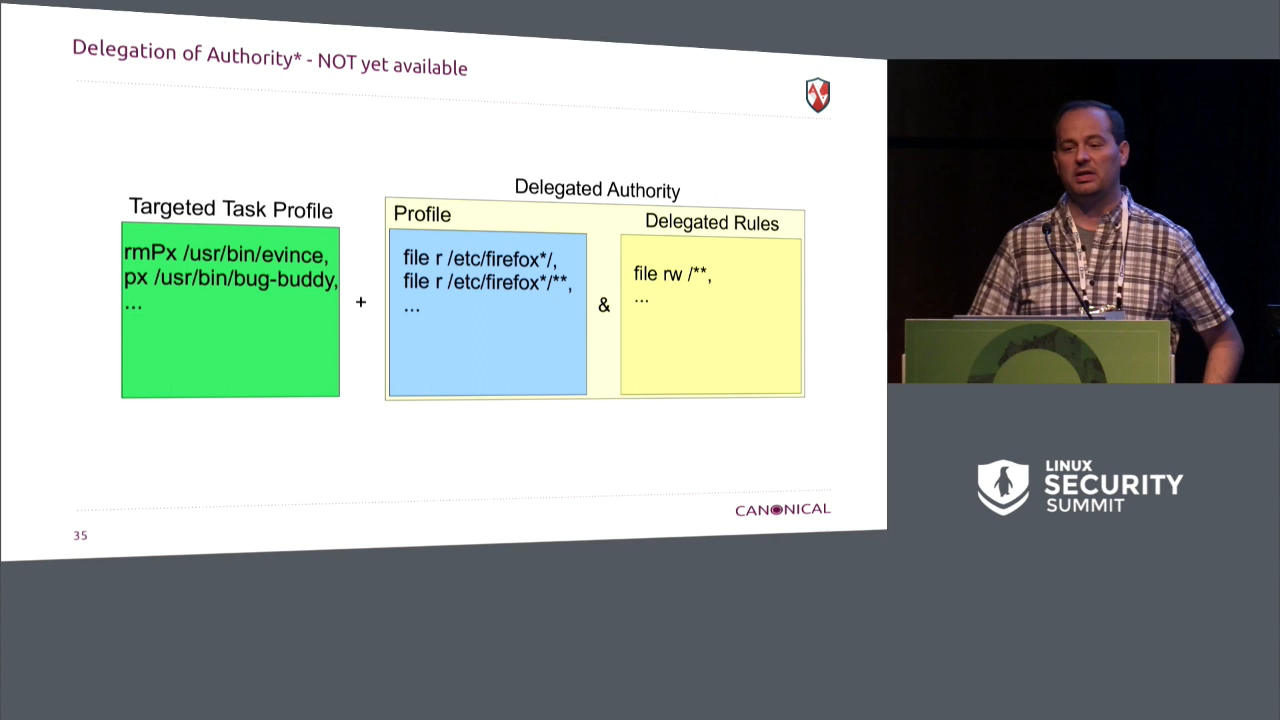 Delegation of Authority* - NOT yet available
Delegated Authority
Targeted Task Profile
Profile
Delegated Rules
rmPx /usr/bin/evince,
px /usr/bin/bug-buddy,
...
+
file r /etc/firefox*/,
file r /etc/firefox*/**,
...
&
file rw /**,
...
CANONICAL
35
LINUX
SECURITY
SUMMIT